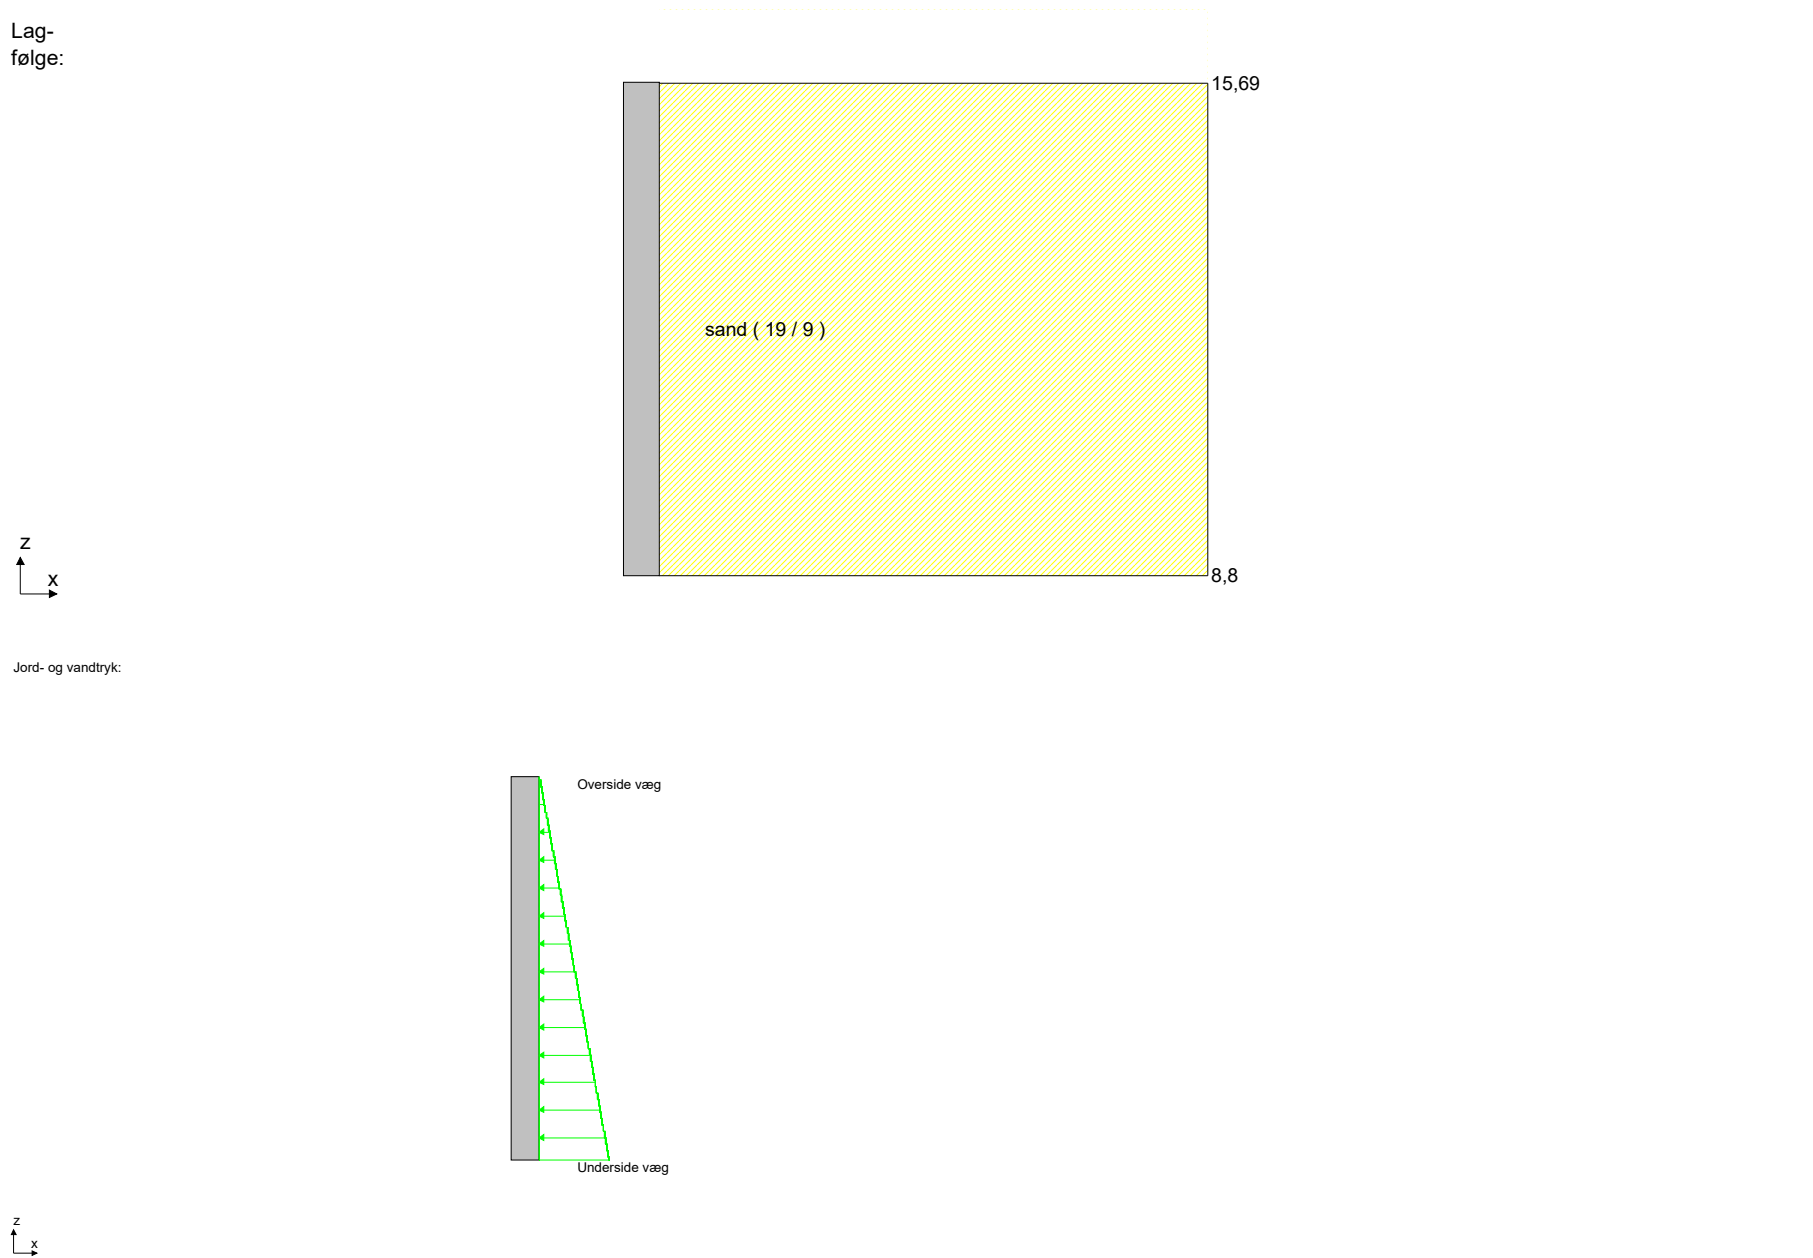 Lag-
følge:
15,69
sand ( 19 / 9 )
8,8
z
x
Jord- og vandtryk:
Overside væg
Underside væg
z
x